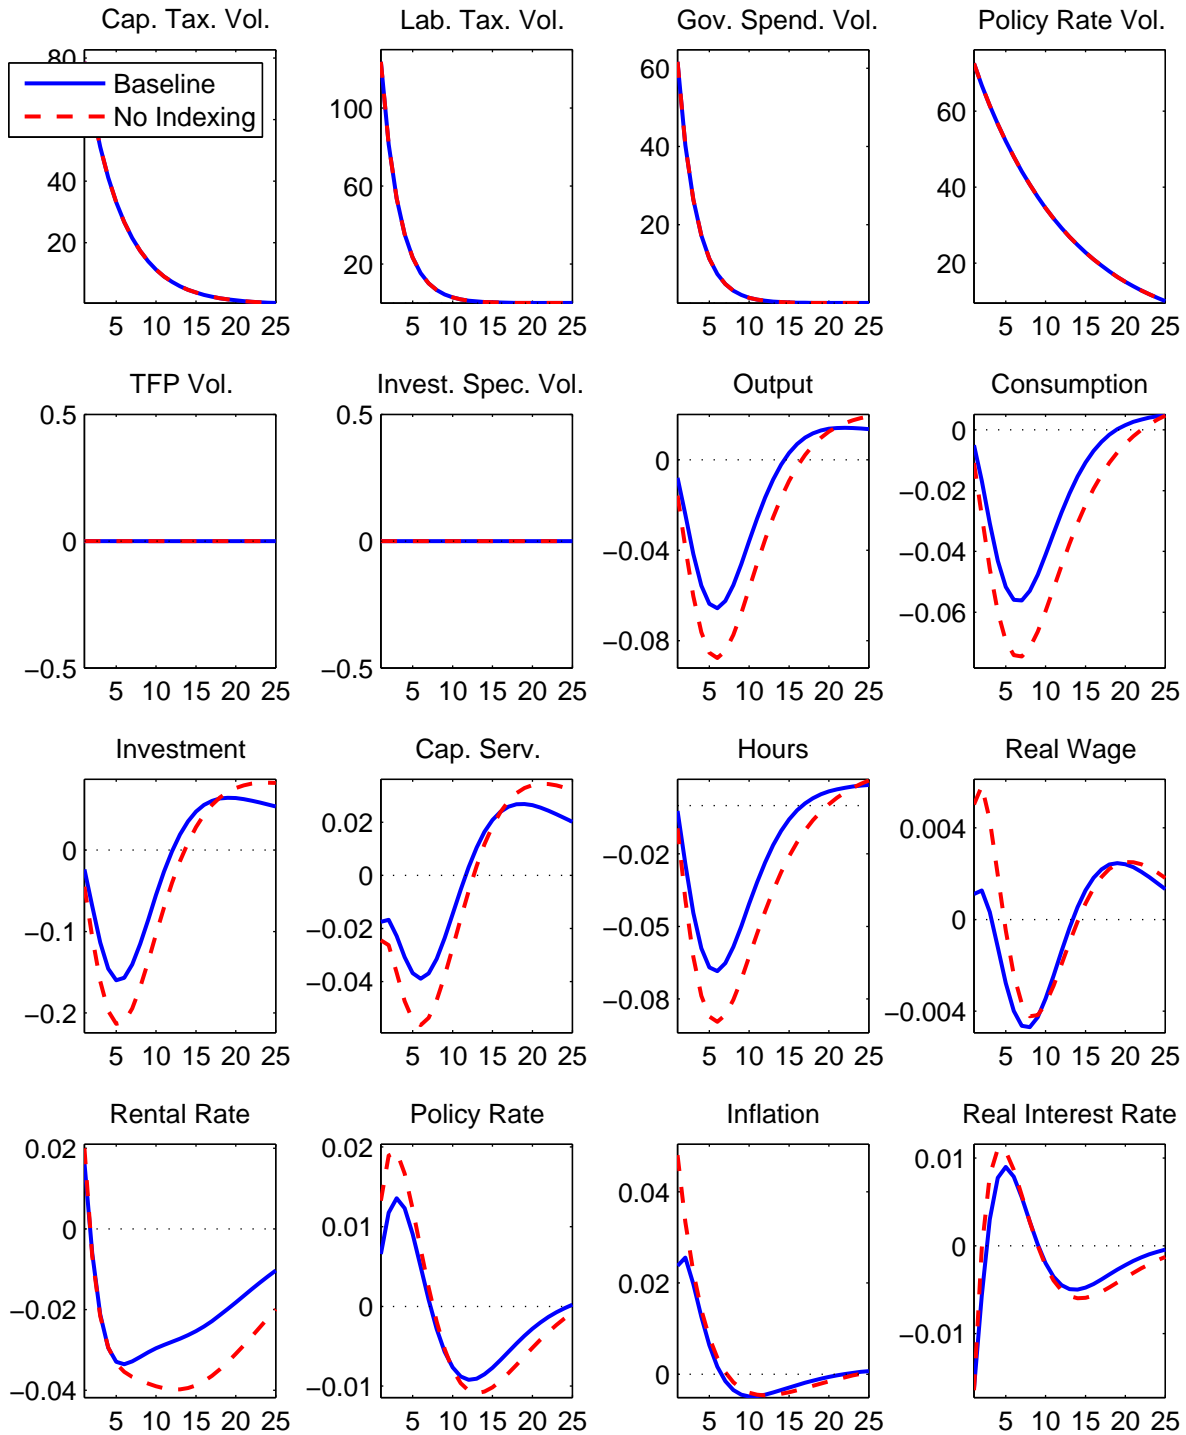 Cap. Tax. Vol.
Lab. Tax. Vol.
Gov. Spend. Vol.
Policy Rate Vol.
80
40
20
5 10 15 20 25
Baseline
No Indexing
100
60
20
5 10 15 20 25
60
40
20
5 10 15 20 25
60
40
20
5 10 15 20 25
TFP Vol.
Invest. Spec. Vol.
Output
Consumption
0.5
0
−0.5
5 10 15 20 25
0.5
0
−0.5
5 10 15 20 25
0
−0.04
−0.08
5 10 15 20 25
0
−0.02
−0.04
−0.06
5 10 15 20 25
Investment
Cap. Serv.
Hours
Real Wage
0
−0.1
−0.2
5 10 15 20 25
0.02
0
−0.02
−0.04
5 10 15 20 25
−0.02
−0.05
−0.08
5 10 15 20 25
0.004
0
−0.004
5 10 15 20 25
Rental Rate
Policy Rate
Inflation
Real Interest Rate
0.02
0
−0.02
−0.04
5 10 15 20 25
0.02
0.01
0
−0.01
5 10 15 20 25
0.04
0.02
0
5 10 15 20 25
0.01
0
−0.01
5 10 15 20 25